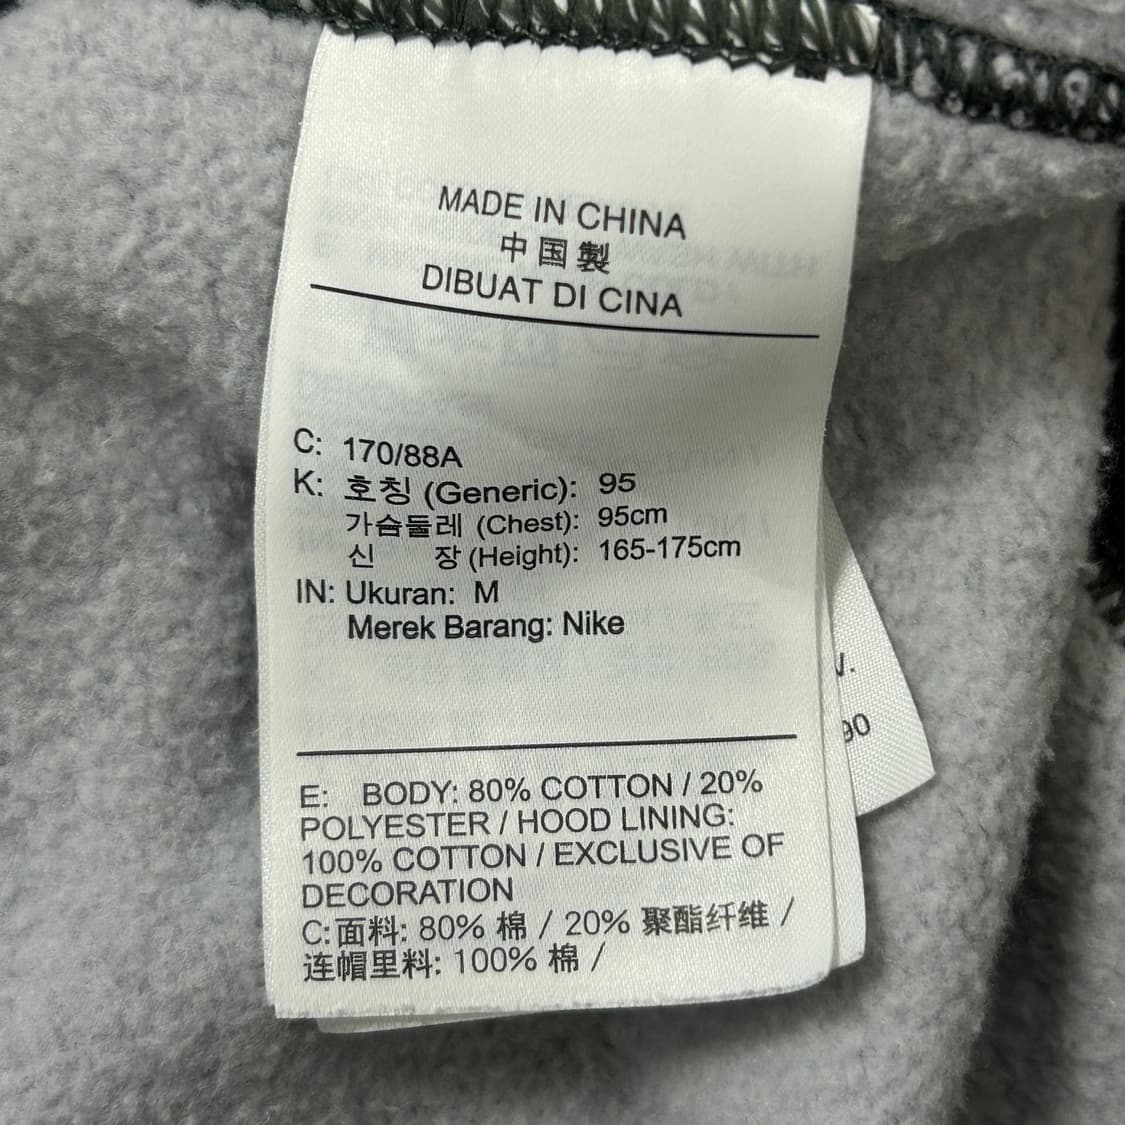 MADE IN CHINA
中国製
DIBUAT DI CINA
C: 170/88A
K: 호칭 (Generic): 95
가슴둘레 (Chest): 95cm
신 장 (Height): 165-175cm
IN: Ukuran: M
Merek Barang: Nike
E: BODY: 80% COTTON / 20%
POLYESTER / HOOD LINING:
100% COTTON / EXCLUSIVE OF
DECORATION
C:面料: 80% 棉 / 20% 聚酯纤维 /
连帽里料: 100% 棉 /